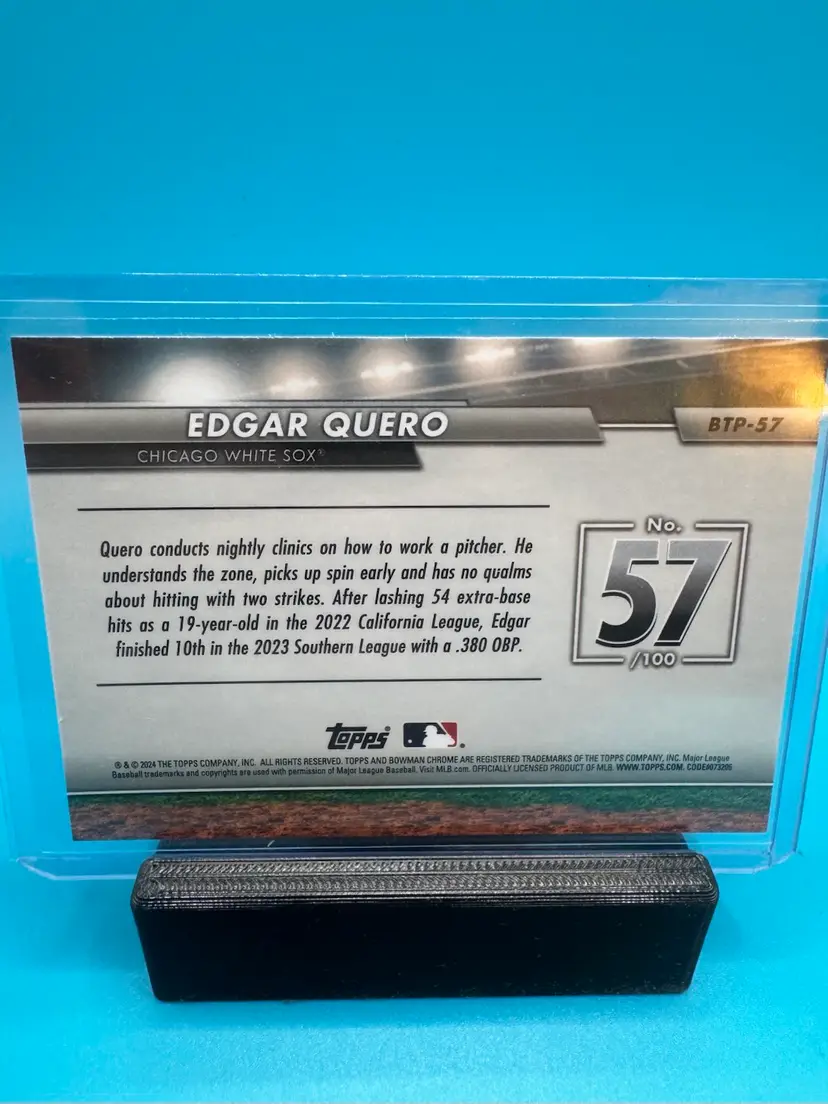 EDGAR QUERO
BTP-57
CHICAGO WHITE SOX®
Quero conducts nightly clinics on how to work a pitcher. He
understands the zone, picks up spin early and has no qualms
about hitting with two strikes. After lashing 54 extra-base
hits as a 19-year-old in the 2022 California League, Edgar
finished 10th in the 2023 Southern League with a .380 OBP.
No.
57
/100
Topps®
® & © 2024 THE TOPPS COMPANY, INC. ALL RIGHTS RESERVED. TOPPS AND BOWMAN CHROME ARE REGISTERED TRADEMARKS OF THE TOPPS COMPANY, INC. Major League
Baseball trademarks and copyrights are used with permission of Major League Baseball. Visit MLB.com. OFFICIALLY LICENSED PRODUCT OF MLB. WWW.TOPPS.COM. CODE#073205